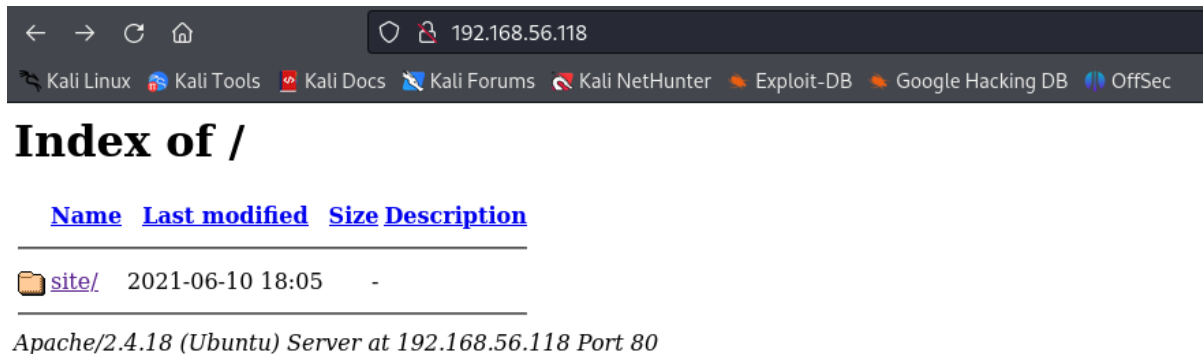 192.168.56.118
Kali Linux Kali Tools Kali Docs Kali Forums Kali NetHunter Exploit-DB Google Hacking DB OffSec
Index of /
Name Last modified Size Description
site/ 2021-06-10 18:05 -
Apache/2.4.18 (Ubuntu) Server at 192.168.56.118 Port 80